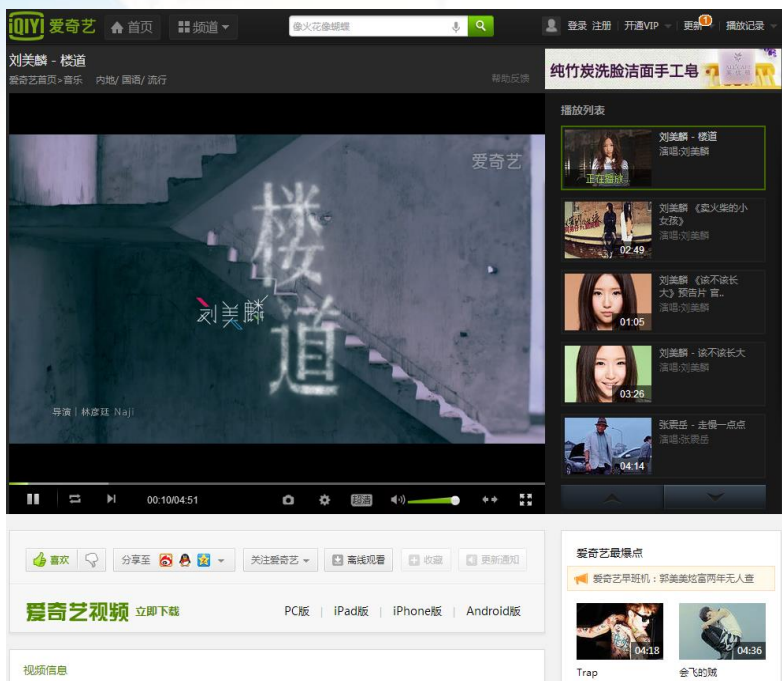 iQIYI 爱奇艺
首页
频道
像火花像蝴蝶
登录 注册
开通VIP
更新
1
播放记录
刘美麟 - 楼道
爱奇艺首页>音乐 内地/ 国语/ 流行
帮助反馈
纯竹炭洗脸洁面手工皂
爱奇艺
楼道
刘美麟
导演｜林彦廷 Naji
00:10/04:51
超清
播放列表
刘美麟 - 楼道
演唱:刘美麟
正在播放...
刘美麟 《卖火柴的小
女孩》
演唱:刘美麟
02:49
刘美麟 《该不该长
大》预告片 官..
演唱:刘美麟
01:05
刘美麟 - 该不该长大
演唱:刘美麟
03:26
张震岳 - 走慢一点点
演唱:张震岳
04:14
喜欢
分享至
关注爱奇艺
离线观看
收藏
更新通知
爱奇艺视频 立即下载
PC版 | iPad版 | iPhone版 | Android版
视频信息
爱奇艺最爆点
爱奇艺早班机：郭美美炫富两年无人查
04:18
04:36
Trap
会飞的贼